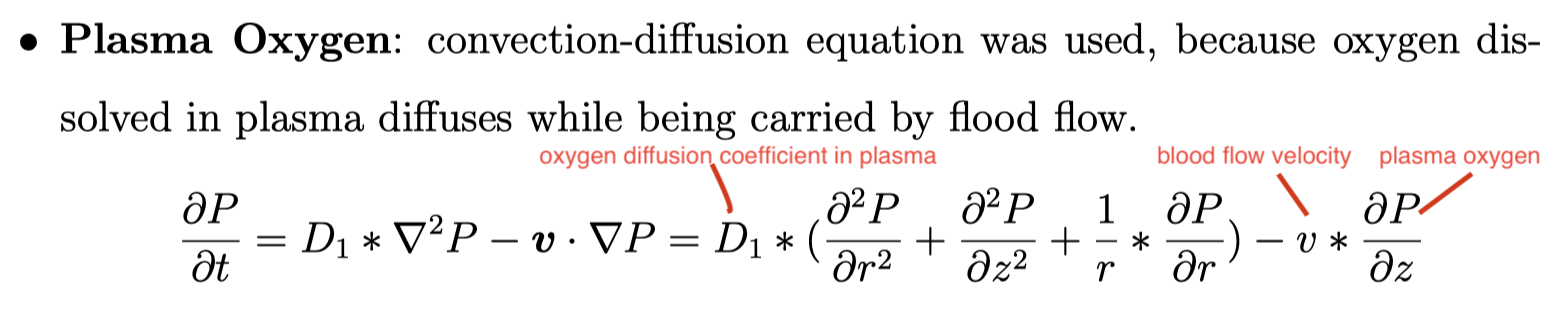 • Plasma Oxygen: convection-diffusion equation was used, because oxygen dis-
solved in plasma diffuses while being carried by flood flow.
oxygen diffusion coefficient in plasma blood flow velocity plasma oxygen
∂P/∂t = D₁ * ∇²P − v · ∇P = D₁ * (∂²P/∂r² + ∂²P/∂z² + 1/r * ∂P/∂r) − v * ∂P/∂z